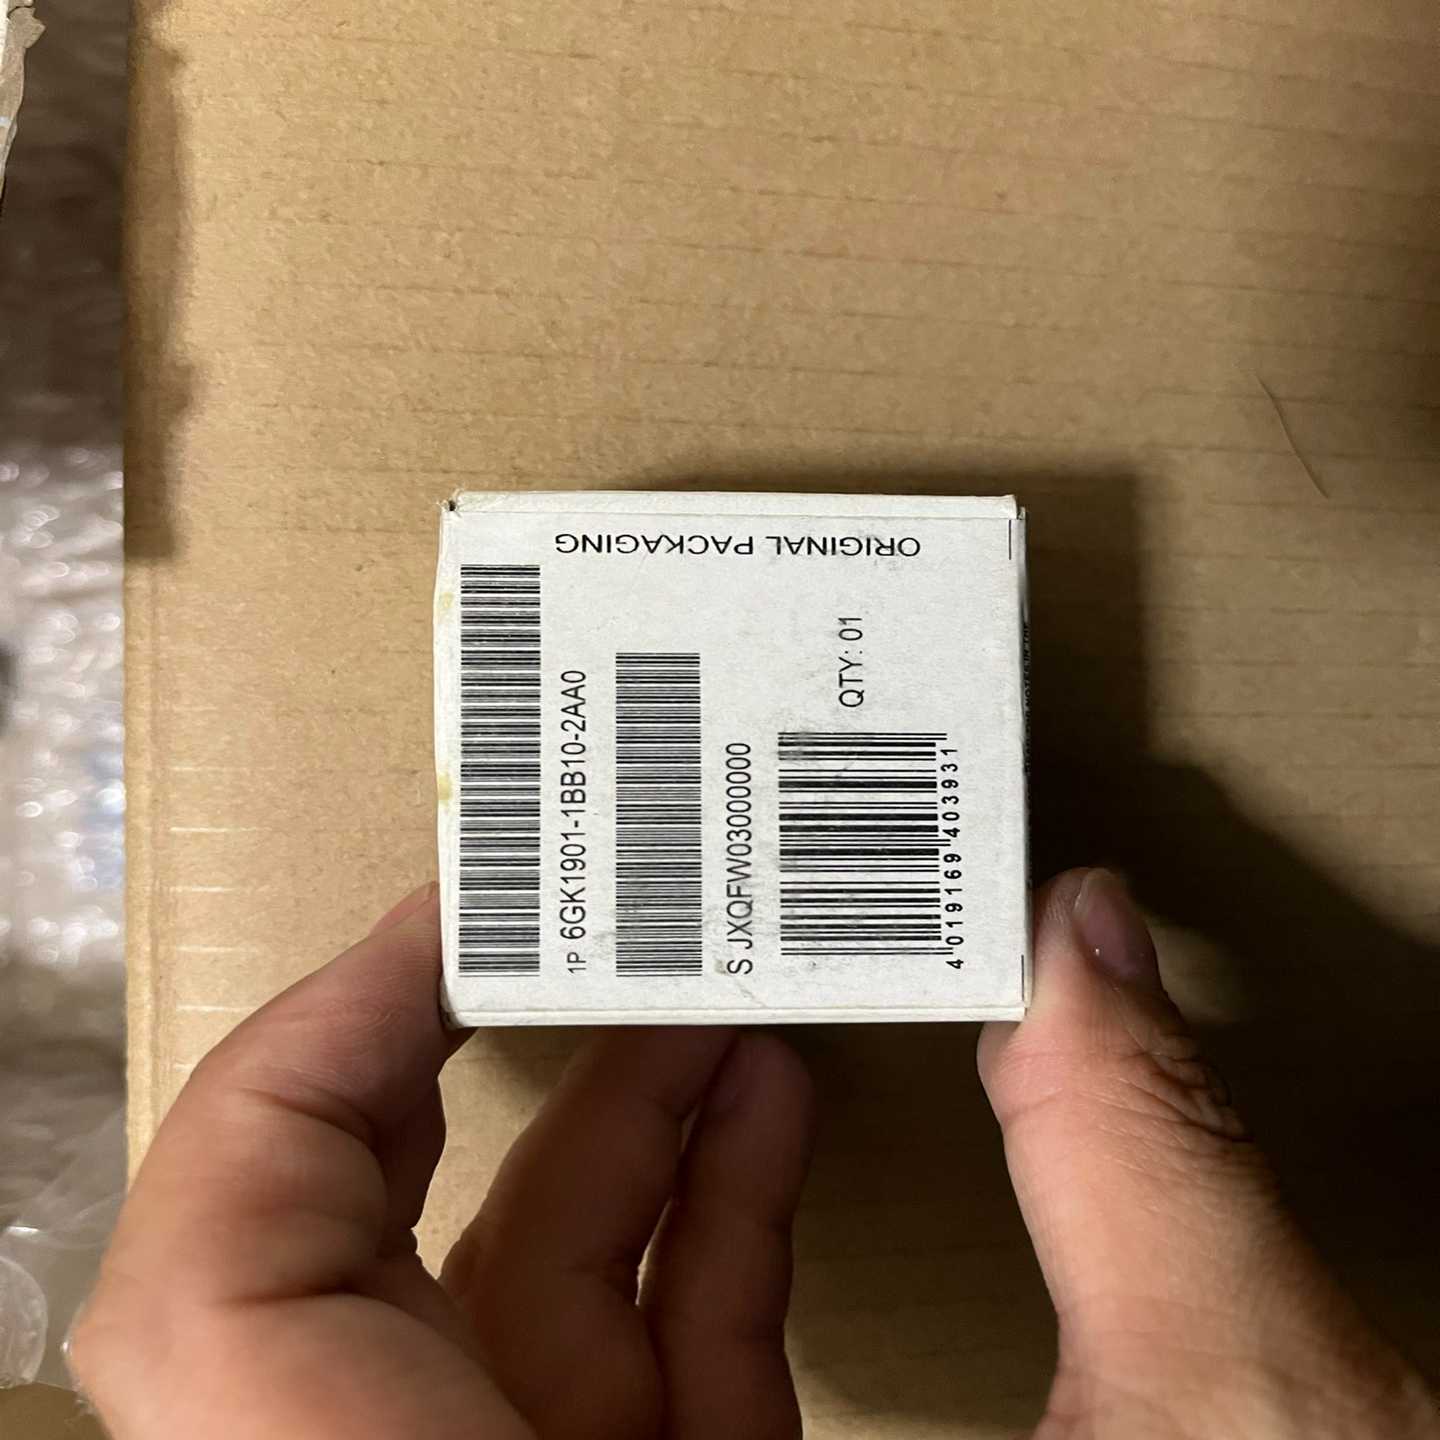 ORIGINAL PACKAGING
1P 6GK1901-1BB10-2AA0
S JXQFW03000000
QTY: 01
4 019169 403931